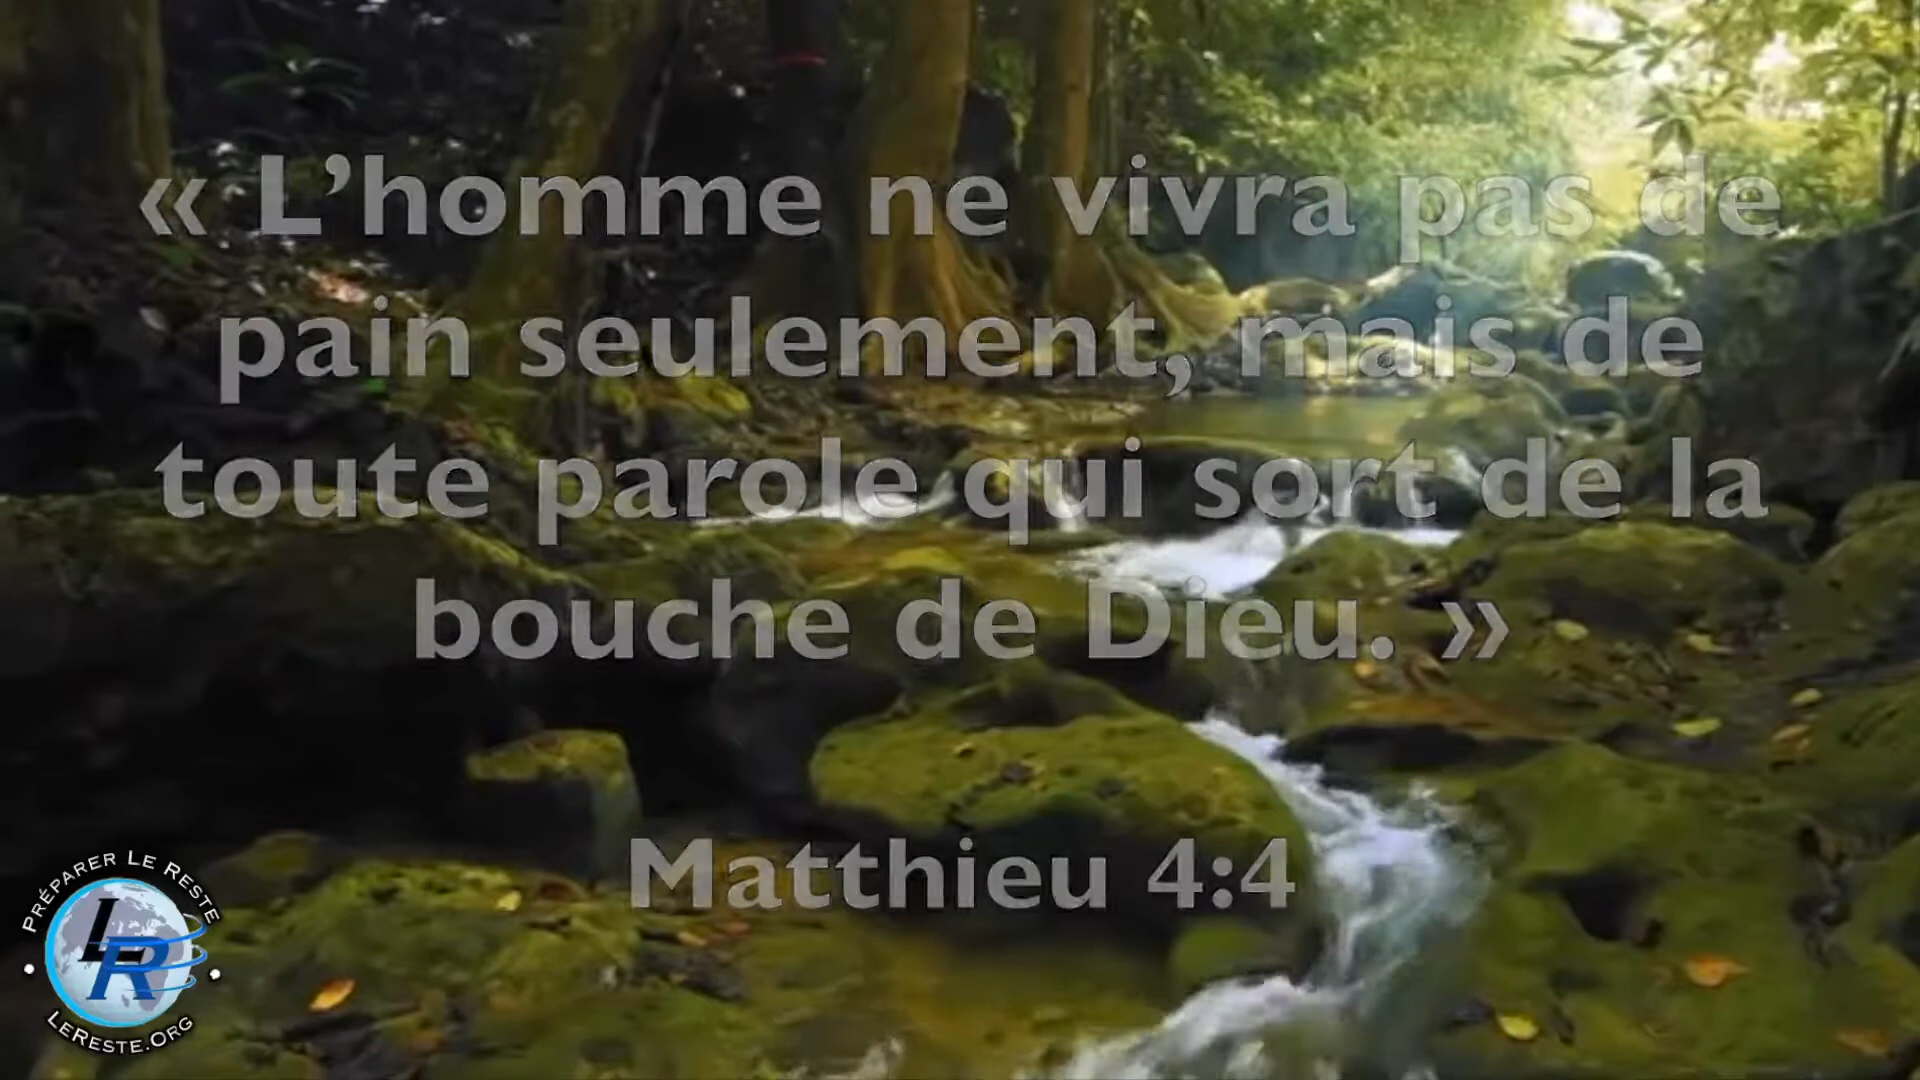 « L’homme ne vivra pas de
pain seulement, mais de
toute parole qui sort de la
bouche de Dieu. »
Matthieu 4:4
PRÉPARER LE RESTE
LR
LERESTE.ORG